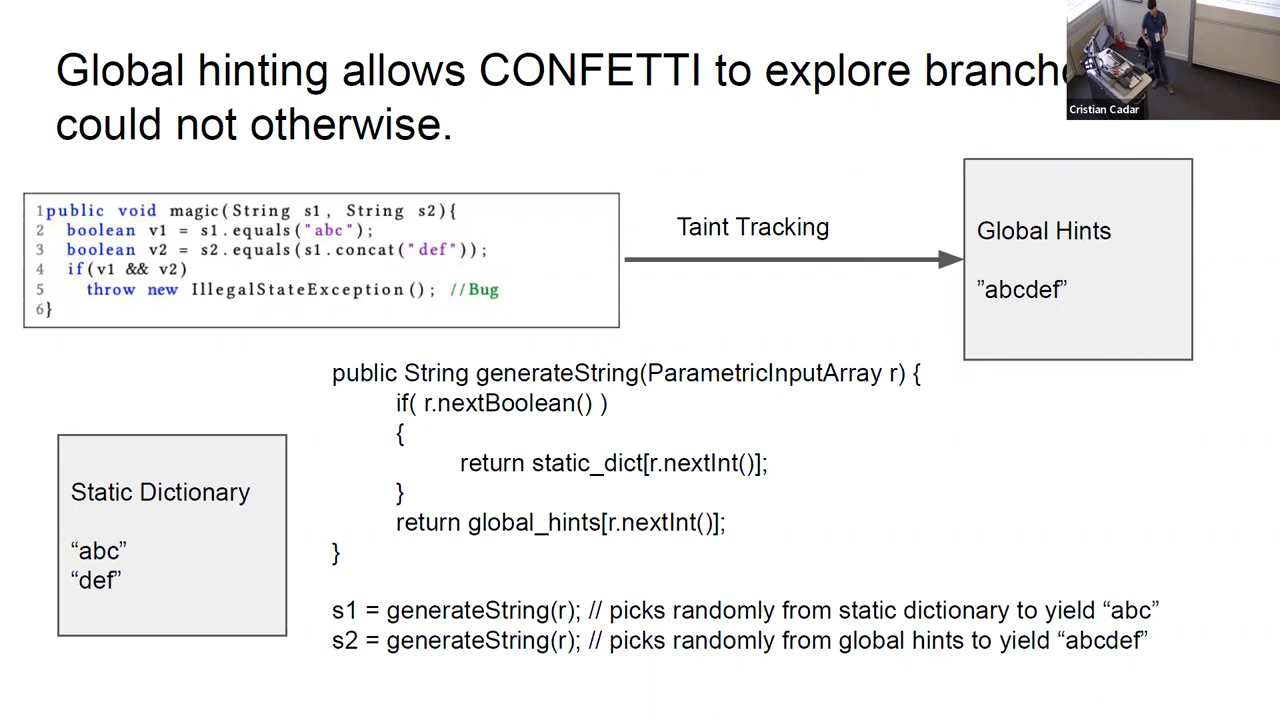 Global hinting allows CONFETTI to explore
could not otherwise.
Cristian Cadar
1public void magic(String s1, String s2){
2 boolean v1 = s1.equals("abc");
3 boolean v2 = s2.equals(s1.concat("def"));
4 if(v1 && v2)
5 throw new IllegalStateException(); //Bug
6}
Taint Tracking
Global Hints
”abcdef”
public String generateString(ParametricInputArray r) {
if( r.nextBoolean() )
{
return static_dict[r.nextInt()];
}
return global_hints[r.nextInt()];
}
Static Dictionary
“abc”
“def”
s1 = generateString(r); // picks randomly from static dictionary to yield “abc”
s2 = generateString(r); // picks randomly from global hints to yield “abcdef”